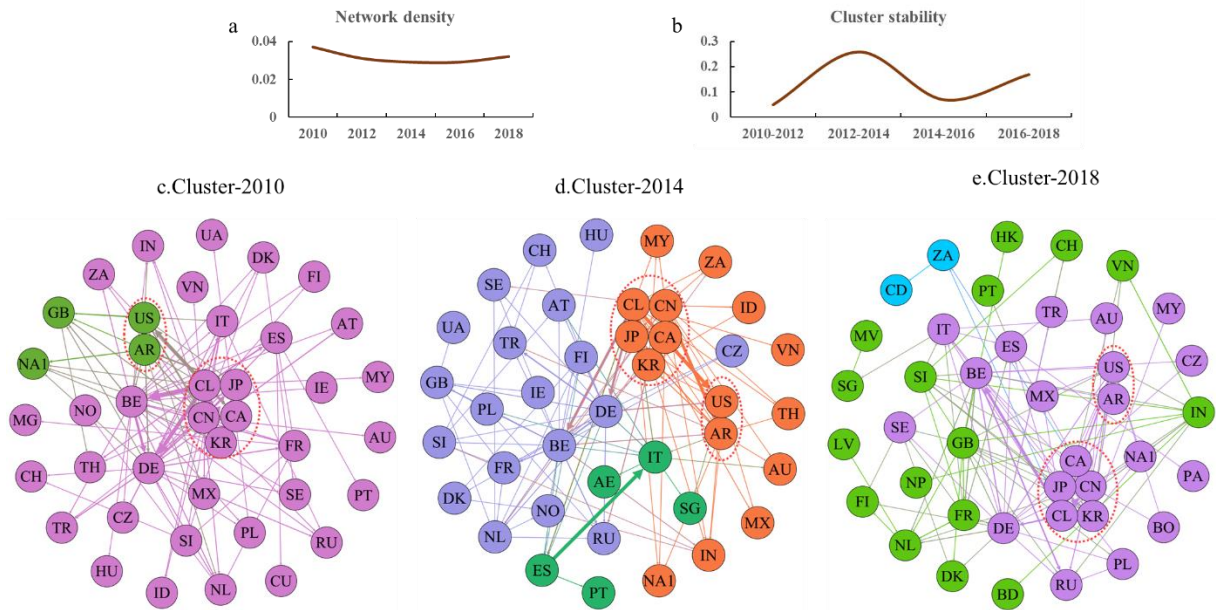 a
Network density
0.04
0.02
0
2010 2012 2014 2016 2018
b
Cluster stability
0.3
0.2
0.1
0
2010-2012 2012-2014 2014-2016 2016-2018
c.Cluster-2010
IN
UA
DK
ZA
VN
FI
GB
US
IT
ES
AT
AR
NAI
CL
JP
IE
MY
BE
CN
CA
MG
NO
KR
AU
FR
CH
TH
DE
MX
SE
PT
TR
CZ
SI
PL
RU
HU
ID
NL
CU
d.Cluster-2014
HU
CH
MY
ZA
SE
AT
CL
CN
ID
UA
TR
JP
CA
FI
KR
CZ
VN
GB
IE
US
PL
DE
TH
SI
BE
AR
IT
FR
AE
AU
DK
NO
SG
MX
NL
RU
IN
ES
NAI
PT
e.Cluster-2018
HK
CH
ZA
VN
CD
PT
TR
AU
MY
IT
ES
MV
BE
US
CZ
SG
SI
MX
AR
IN
SE
GB
CA
NAI
LV
NP
JP
CN
PA
FI
FR
DE
CL
KR
BO
NL
DK
PL
BD
RU